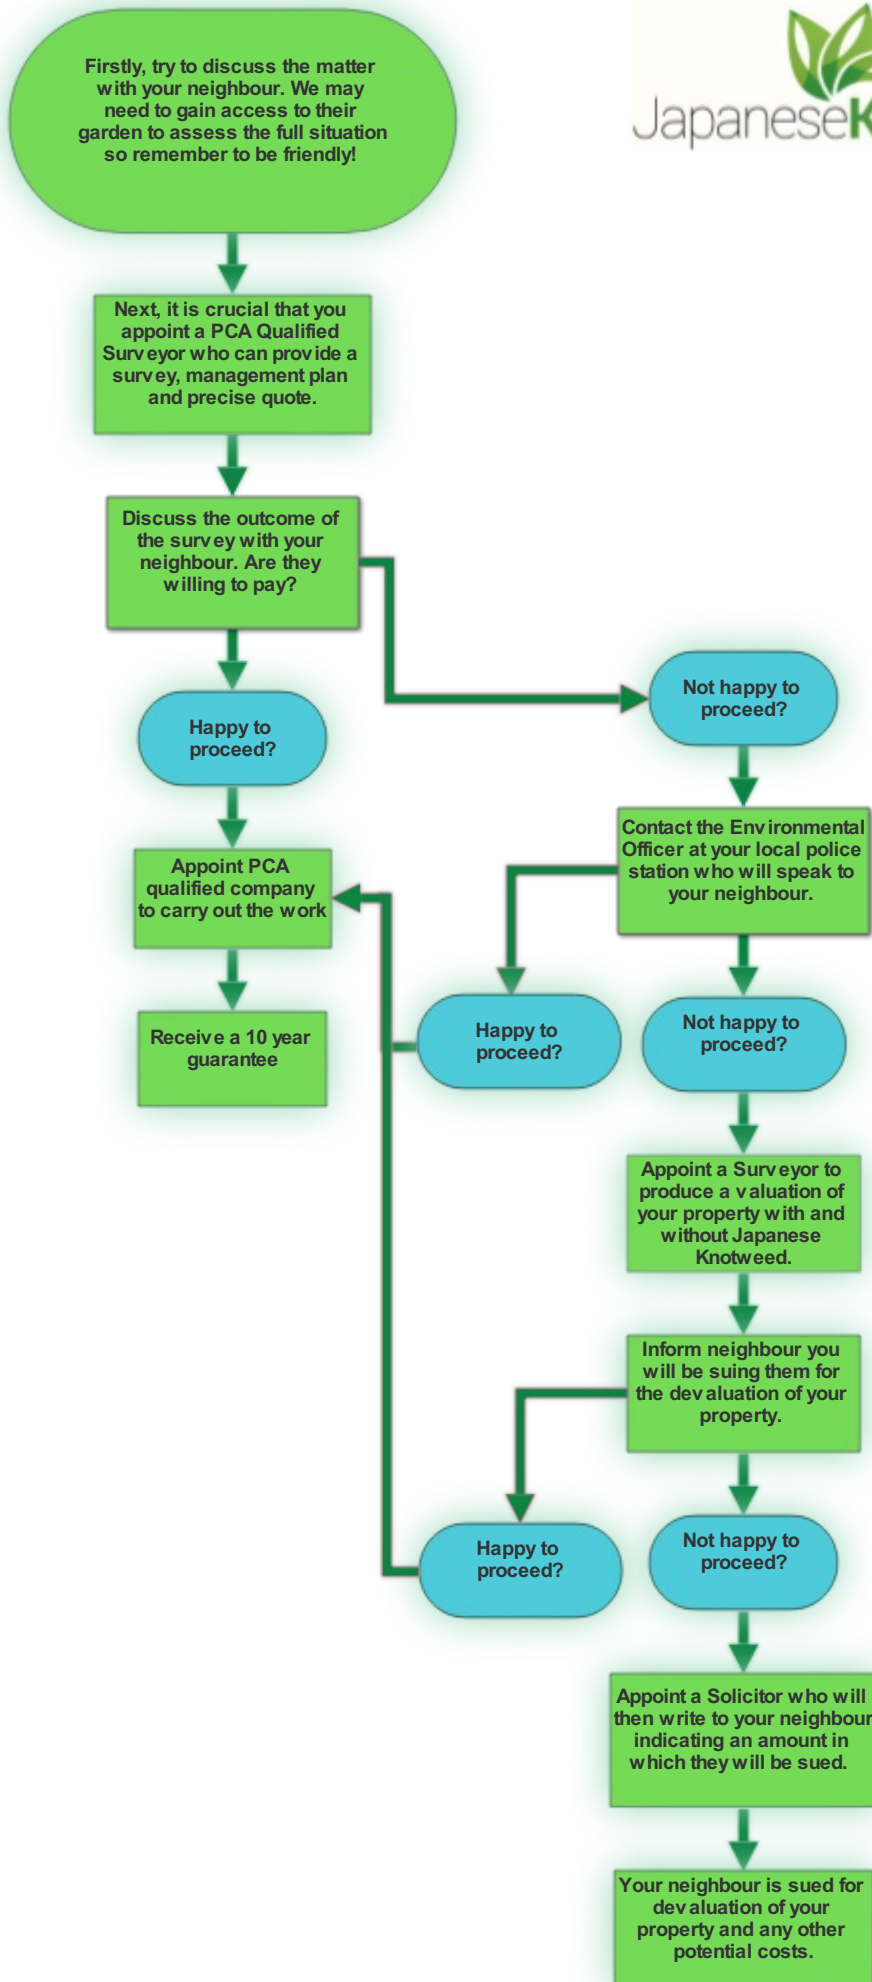 Firstly, try to discuss the matter
with your neighbour. We may
need to gain access to their
garden to assess the full situation
so remember to be friendly!
JapaneseK
Next, it is crucial that you
appoint a PCA Qualified
Surveyor who can provide a
survey, management plan
and precise quote.
Discuss the outcome of
the survey with your
neighbour. Are they
willing to pay?
Not happy to
proceed?
Happy to
proceed?
Contact the Environmental
Officer at your local police
station who will speak to
your neighbour.
Appoint PCA
qualified company
to carry out the work
Happy to
proceed?
Not happy to
proceed?
Receive a 10 year
guarantee
Appoint a Surveyor to
produce a valuation of
your property with and
without Japanese
Knotweed.
Inform neighbour you
will be suing them for
the devaluation of your
property.
Happy to
proceed?
Not happy to
proceed?
Appoint a Solicitor who will
then write to your neighbour
indicating an amount in
which they will be sued.
Your neighbour is sued for
devaluation of your
property and any other
potential costs.